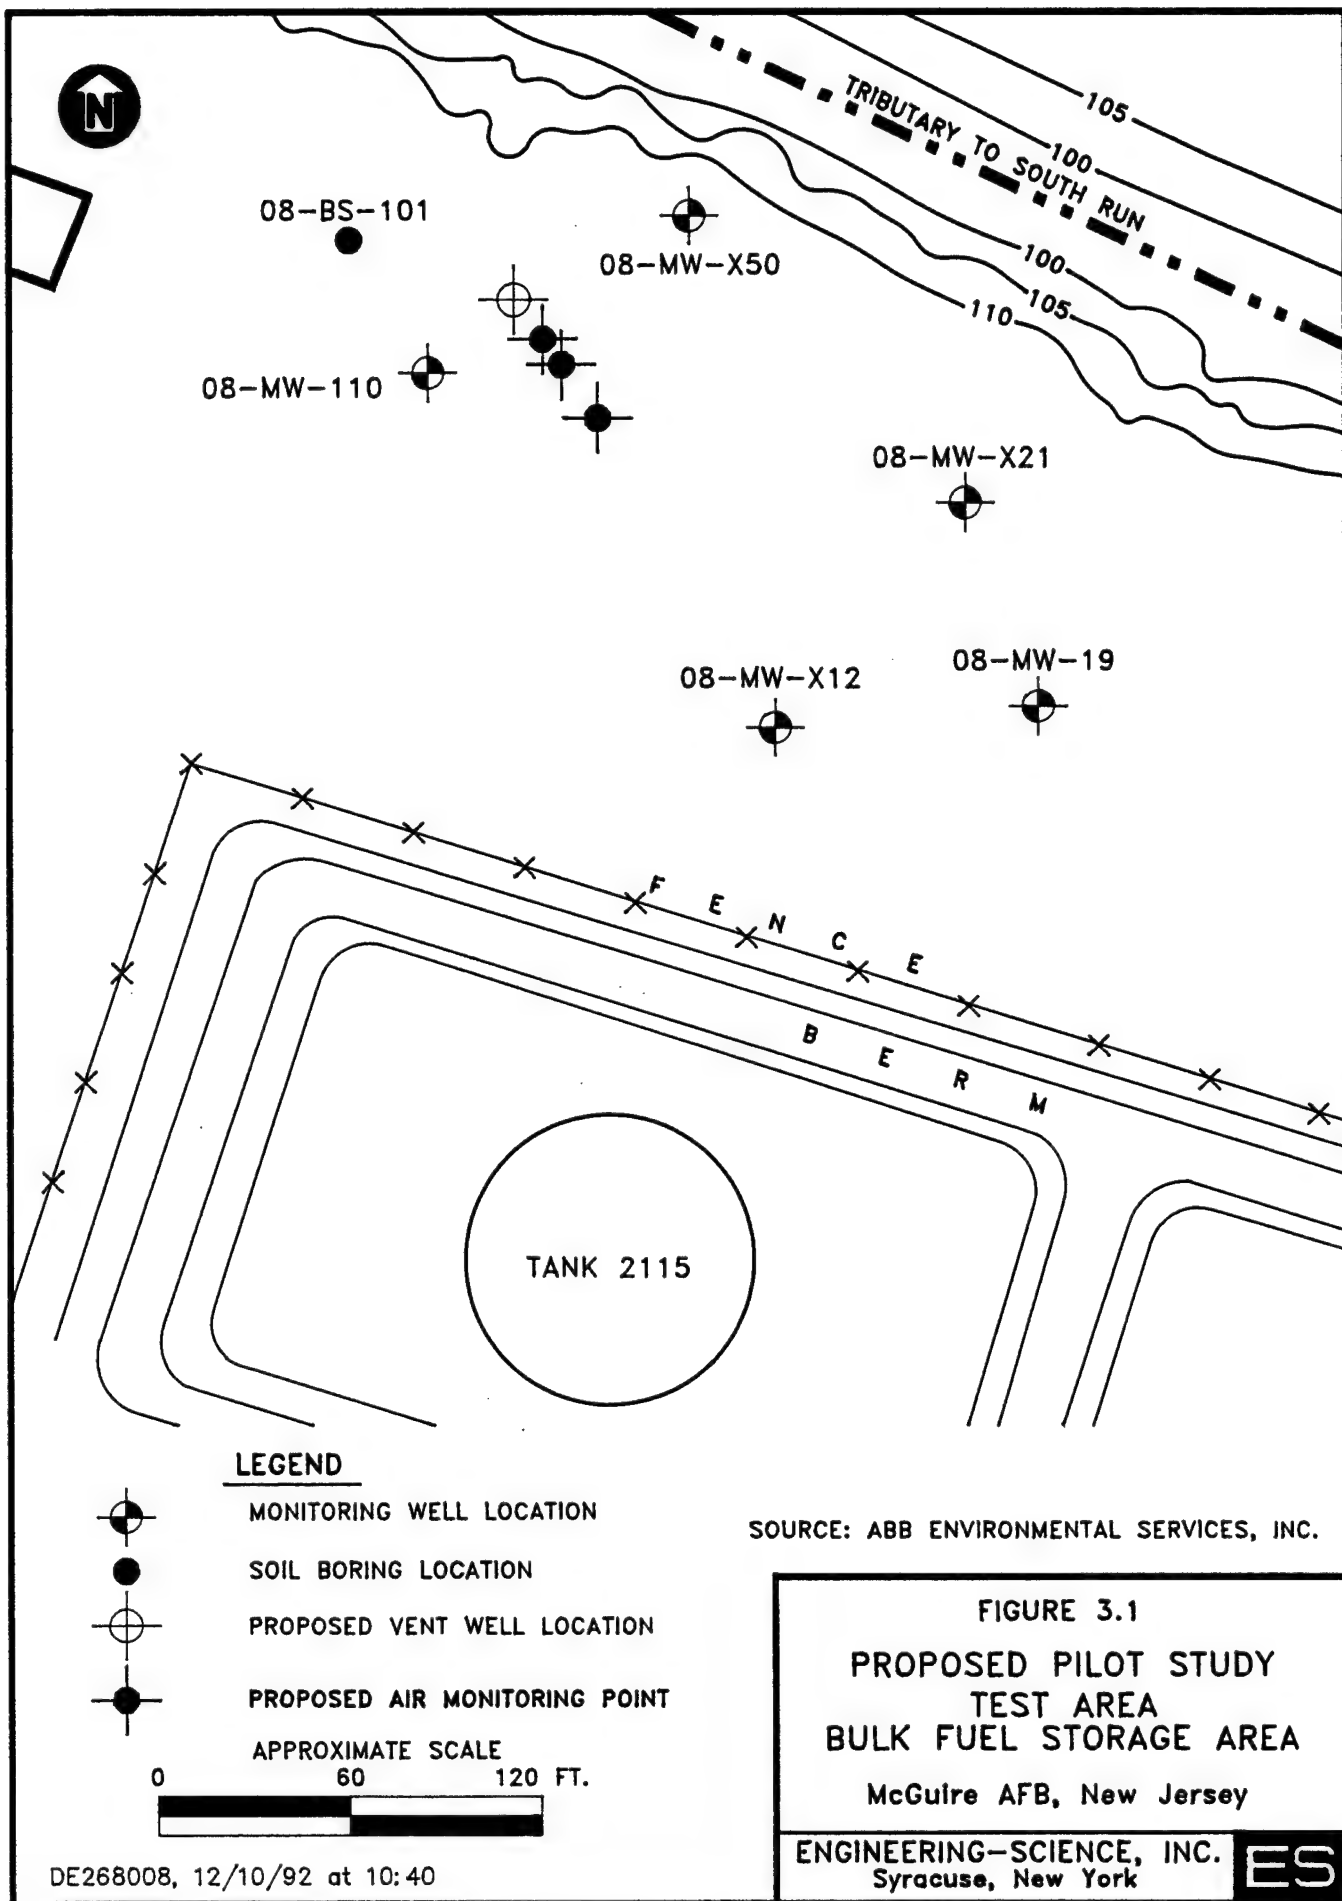 N
TRIBUTARY TO SOUTH RUN
105
100
100
105
110
08-BS-101
08-MW-X50
08-MW-110
08-MW-X21
08-MW-X12
08-MW-19
FENCE
BERM
TANK 2115
LEGEND
MONITORING WELL LOCATION
SOIL BORING LOCATION
PROPOSED VENT WELL LOCATION
PROPOSED AIR MONITORING POINT
APPROXIMATE SCALE
0 60 120 FT.
DE268008, 12/10/92 at 10:40
SOURCE: ABB ENVIRONMENTAL SERVICES, INC.
FIGURE 3.1
PROPOSED PILOT STUDY
TEST AREA
BULK FUEL STORAGE AREA
McGuire AFB, New Jersey
ENGINEERING-SCIENCE, INC.
Syracuse, New York
ES